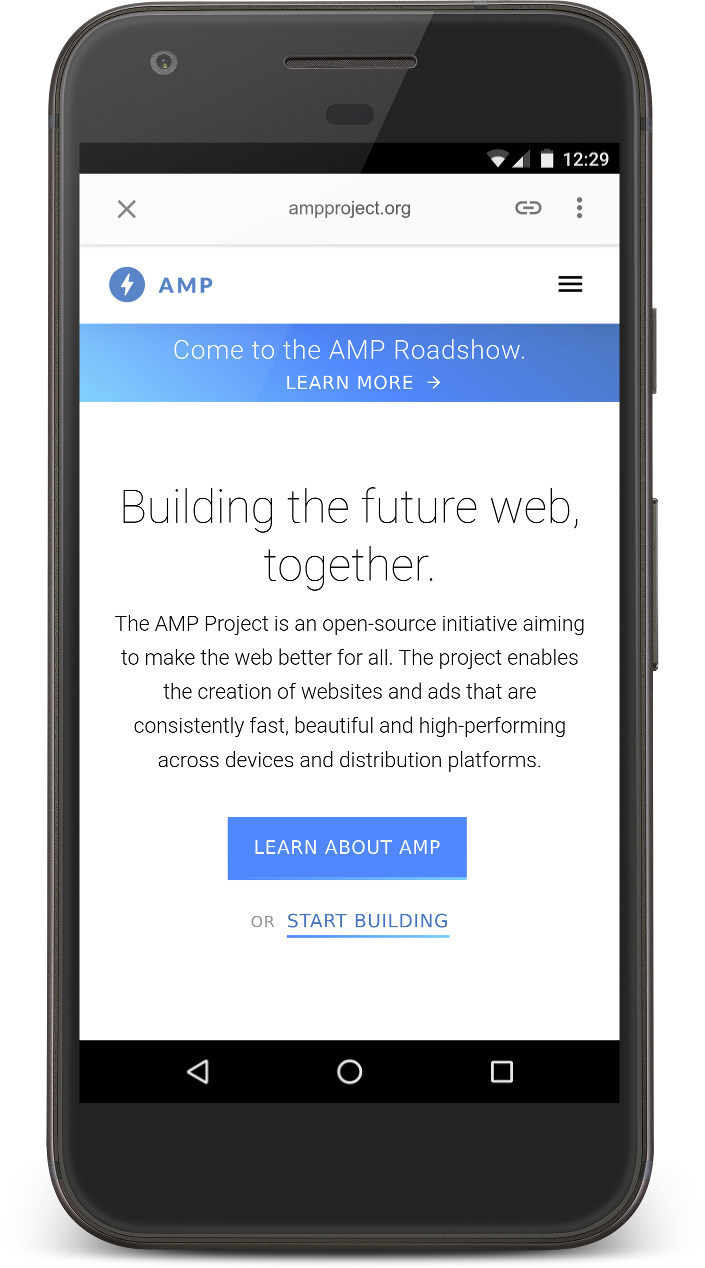 12:29
ampproject.org
AMP
Come to the AMP Roadshow.
LEARN MORE →
Building the future web,
together.
The AMP Project is an open-source initiative aiming
to make the web better for all. The project enables
the creation of websites and ads that are
consistently fast, beautiful and high-performing
across devices and distribution platforms.
LEARN ABOUT AMP
OR START BUILDING